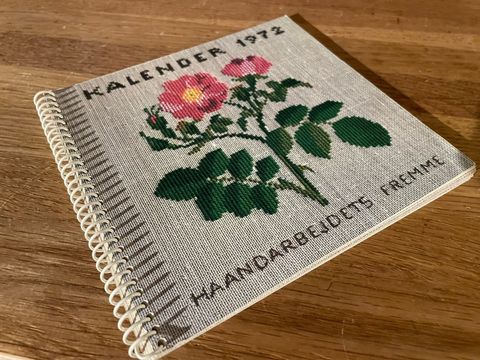 KALENDER 1972
HAANDARBEJDETS FREMME